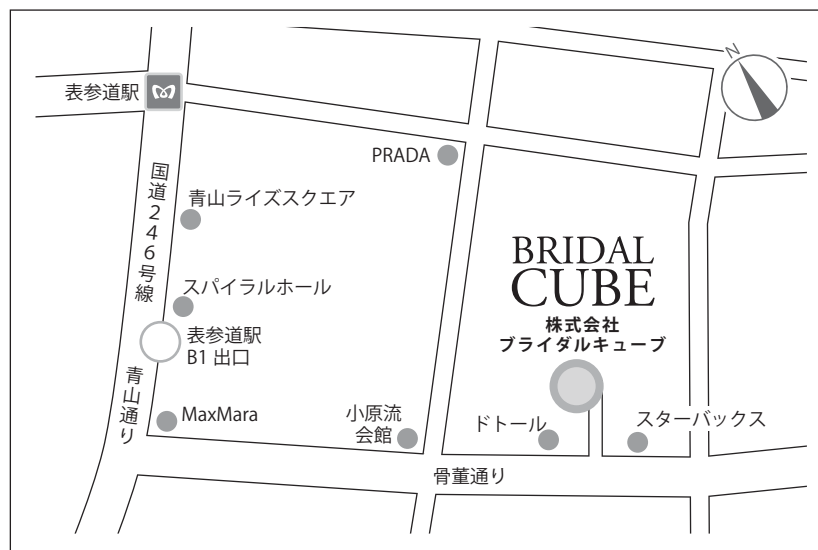 N
表参道駅
PRADA
国道246号線
青山ライズスクエア
BRIDAL
CUBE
株式会社
ブライダルキューブ
スパイラルホール
表参道駅
B1 出口
青山通り
MaxMara
小原流
会館
ドトール
スターバックス
骨董通り